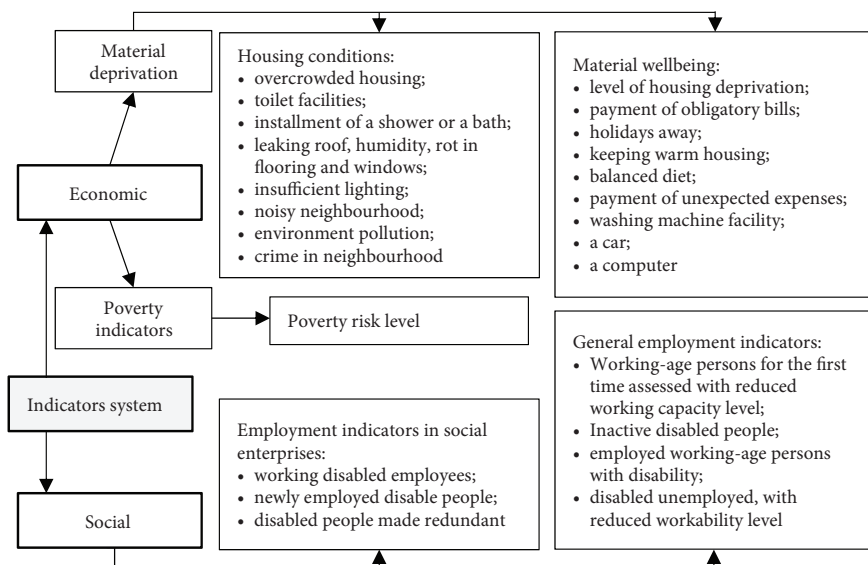 Material
deprivation
Housing conditions:
• overcrowded housing;
• toilet facilities;
• installment of a shower or a bath;
• leaking roof, humidity, rot in
flooring and windows;
• insufficient lighting;
• noisy neighbourhood;
• environment pollution;
• crime in neighbourhood
Material wellbeing:
• level of housing deprivation;
• payment of obligatory bills;
• holidays away;
• keeping warm housing;
• balanced diet;
• payment of unexpected expenses;
• washing machine facility;
• a car;
• a computer
Economic
Poverty
indicators
Poverty risk level
Indicators system
Employment indicators in social
enterprises:
• working disabled employees;
• newly employed disable people;
• disabled people made redundant
General employment indicators:
• Working-age persons for the first
time assessed with reduced
working capacity level;
• Inactive disabled people;
• employed working-age persons
with disability;
• disabled unemployed, with
reduced workability level
Social